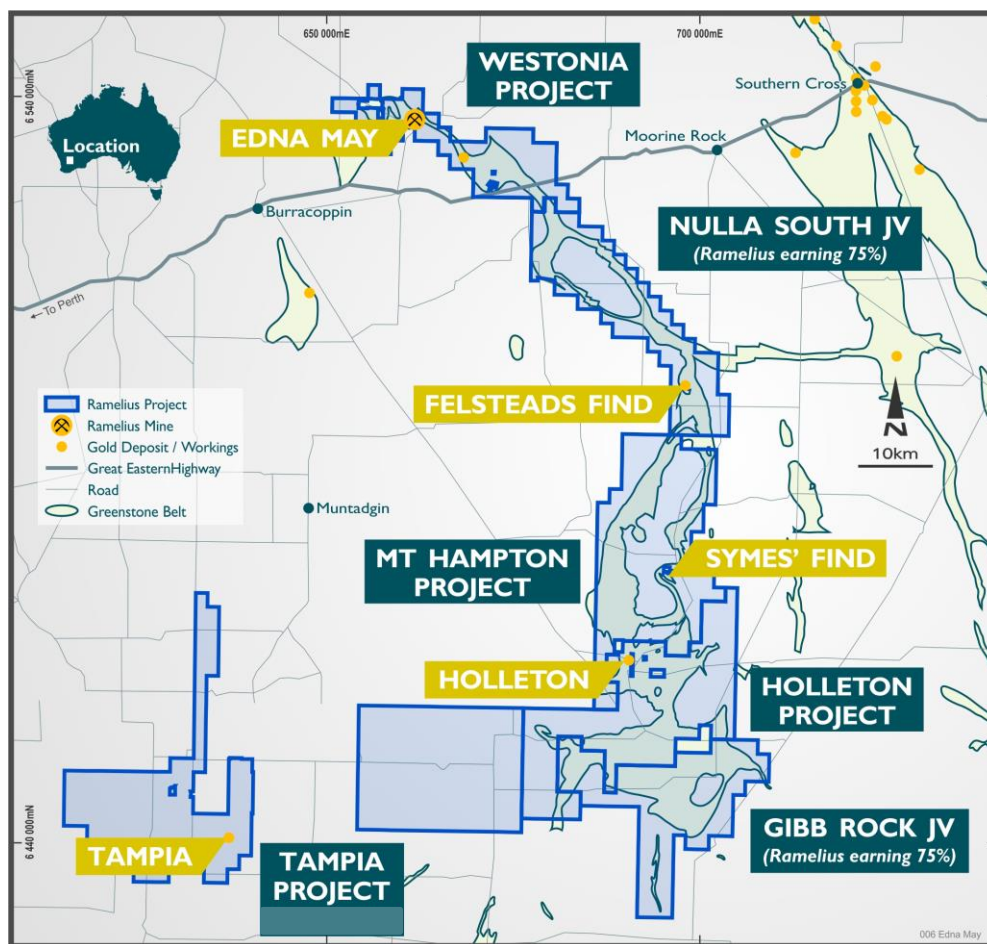 650 000mE
700 000mE
6 540 000mN
WESTONIA
PROJECT
Southern Cross
Location
EDNA MAY
Moorine Rock
Burracoppin
NULLA SOUTH JV
(Ramelius earning 75%)
To Perth
Ramelius Project
Ramelius Mine
Gold Deposit / Workings
Great EasternHighway
Road
Greenstone Belt
FELSTEADS FIND
N
10km
Muntadgin
MT HAMPTON
PROJECT
SYMES' FIND
HOLLETON
HOLLETON
PROJECT
6 440 000mN
TAMPIA
TAMPIA
PROJECT
GIBB ROCK JV
(Ramelius earning 75%)
006 Edna May